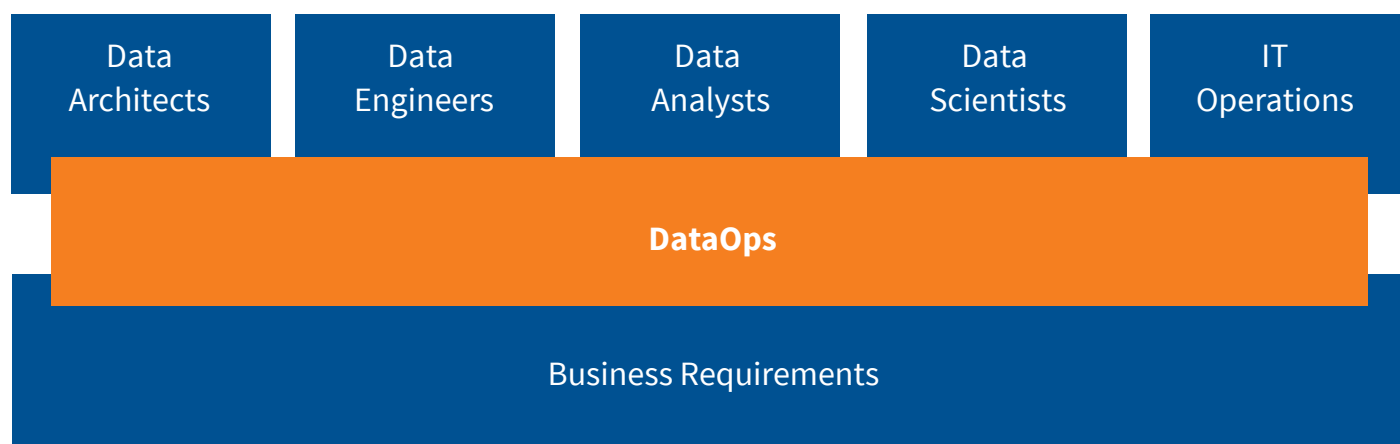 Data
Architects
Data
Engineers
Data
Analysts
Data
Scientists
IT
Operations
DataOps
Business Requirements